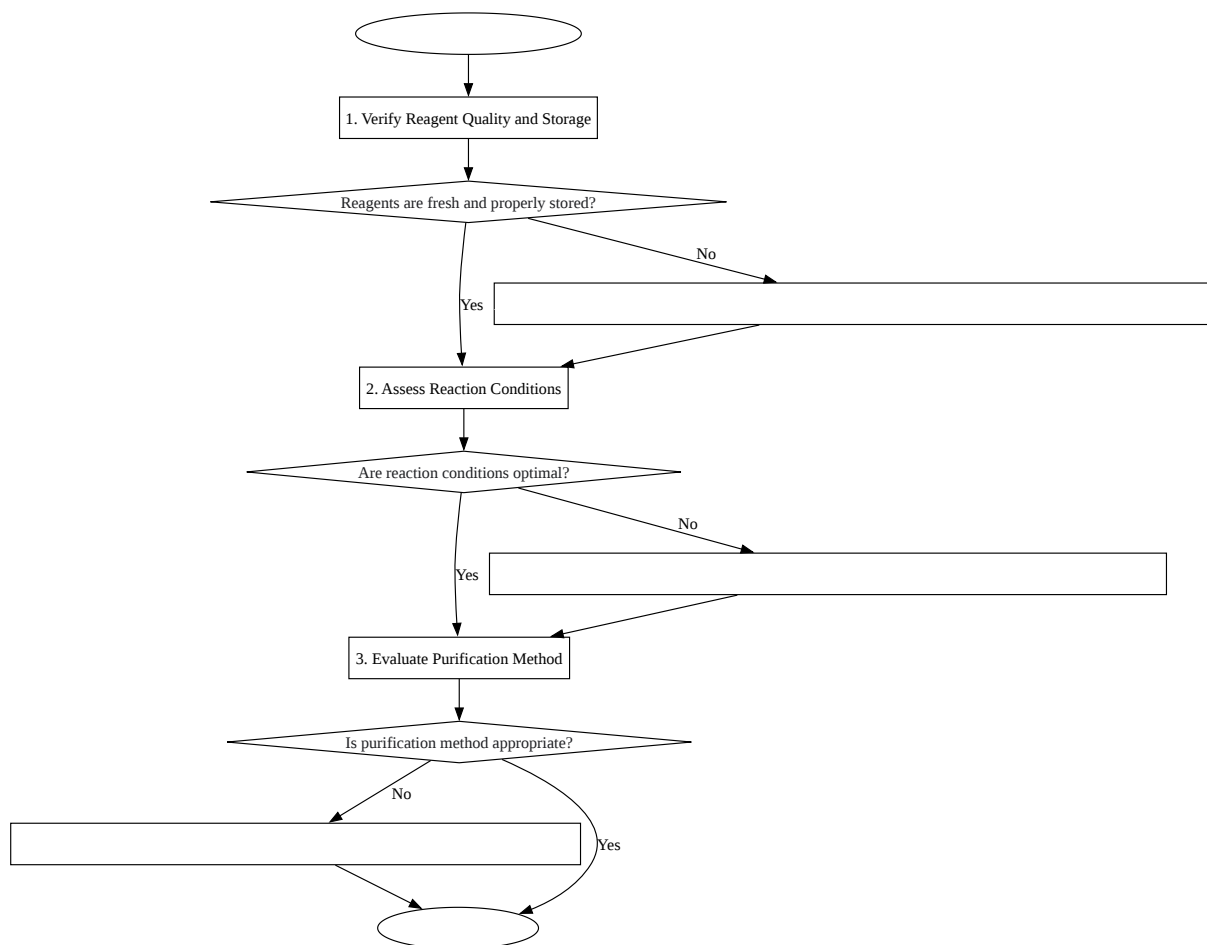 1. Verify Reagent Quality and Storage
Reagents are fresh and properly stored?
No
Yes
2. Assess Reaction Conditions
Are reaction conditions optimal?
No
Yes
3. Evaluate Purification Method
Is purification method appropriate?
No
Yes